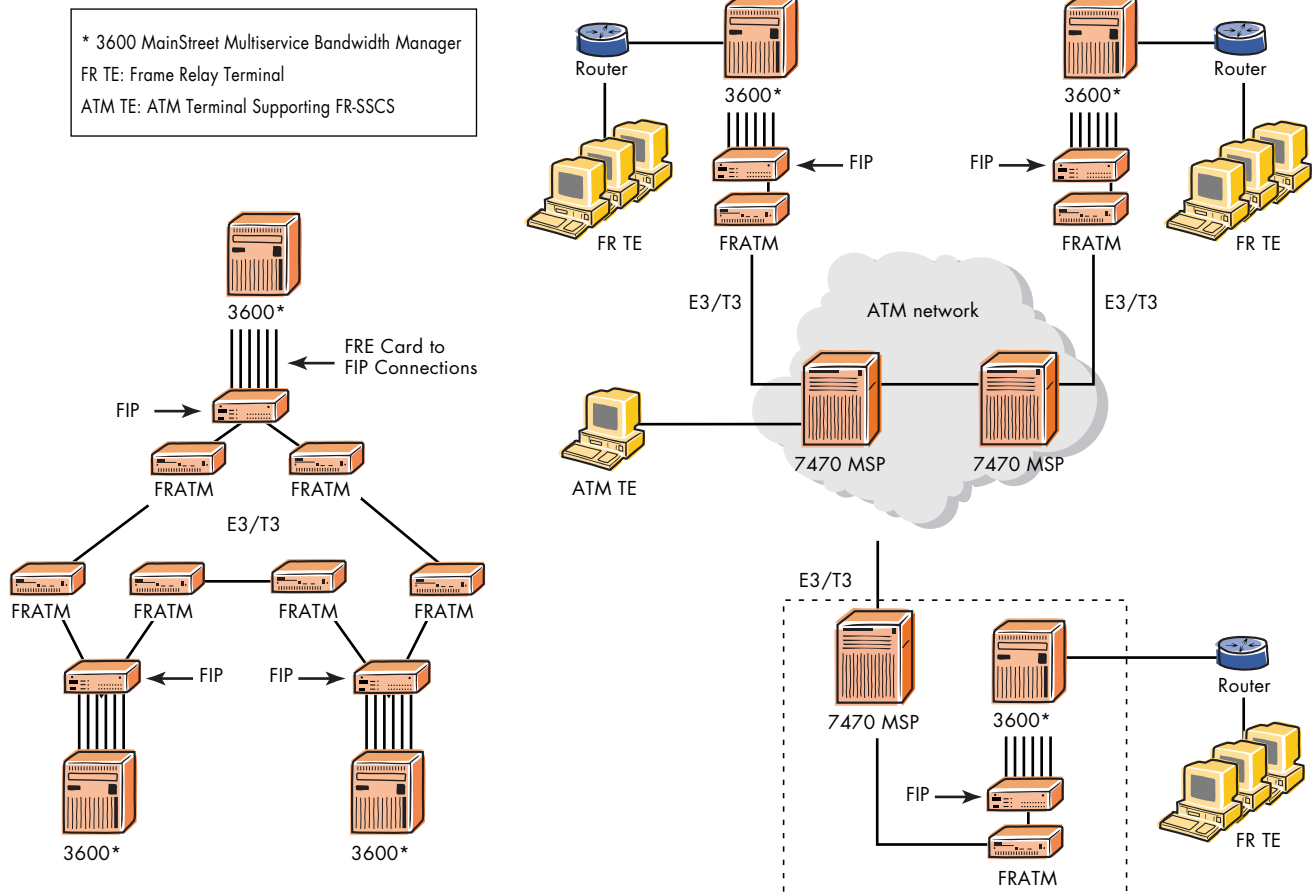 * 3600 MainStreet Multiservice Bandwidth Manager
FR TE: Frame Relay Terminal
ATM TE: ATM Terminal Supporting FR-SSCS
3600*
FRE Card to
FIP Connections
FIP
FRATM
FRATM
E3/T3
FRATM
FRATM
FRATM
FRATM
FIP
FIP
3600*
3600*
Router
3600*
FIP
FR TE
FRATM
E3/T3
3600*
Router
FIP
FRATM
FR TE
E3/T3
ATM network
7470 MSP
7470 MSP
ATM TE
E3/T3
7470 MSP
3600*
Router
FIP
FRATM
FR TE